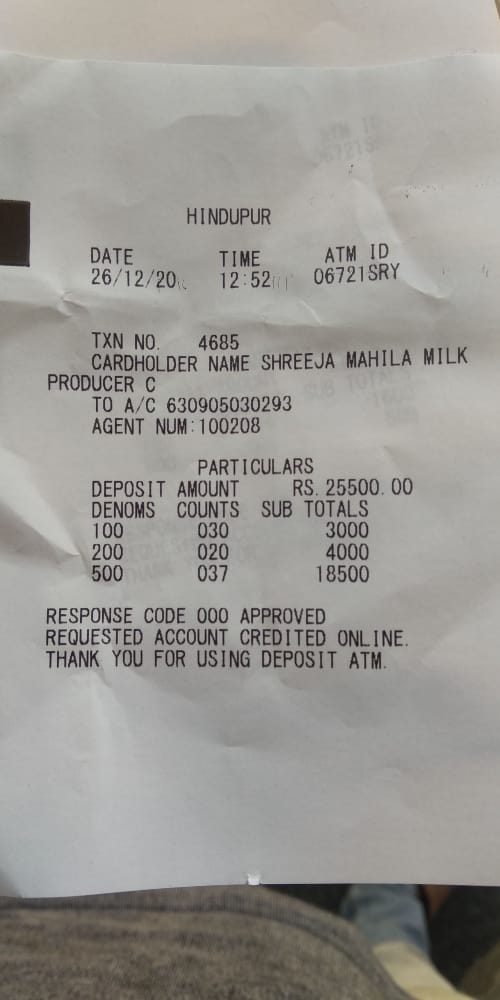 HINDUPUR
DATE TIME ATM ID
26/12/20 12:52 06721SRY
TXN NO. 4685
CARDHOLDER NAME SHREEJA MAHILA MILK
PRODUCER C
TO A/C 630905030293
AGENT NUM:100208
PARTICULARS
DEPOSIT AMOUNT RS. 25500.00
DENOMS COUNTS SUB TOTALS
100 030 3000
200 020 4000
500 037 18500
RESPONSE CODE 000 APPROVED
REQUESTED ACCOUNT CREDITED ONLINE.
THANK YOU FOR USING DEPOSIT ATM.